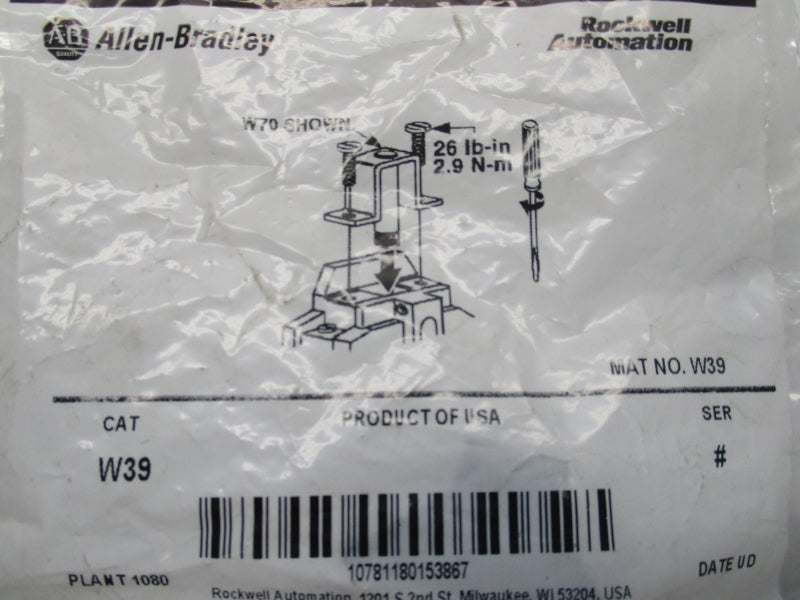 AB
QUALITY
Allen-Bradley
Rockwell
Automation
W70 SHOWN
26 lb-in
2.9 N-m
MAT NO. W39
CAT
PRODUCT OF USA
SER
W39
#
10781180153867
PLANT 1080
DATE UD
Rockwell Automation, 1201 S 2nd St, Milwaukee, WI 53204, USA